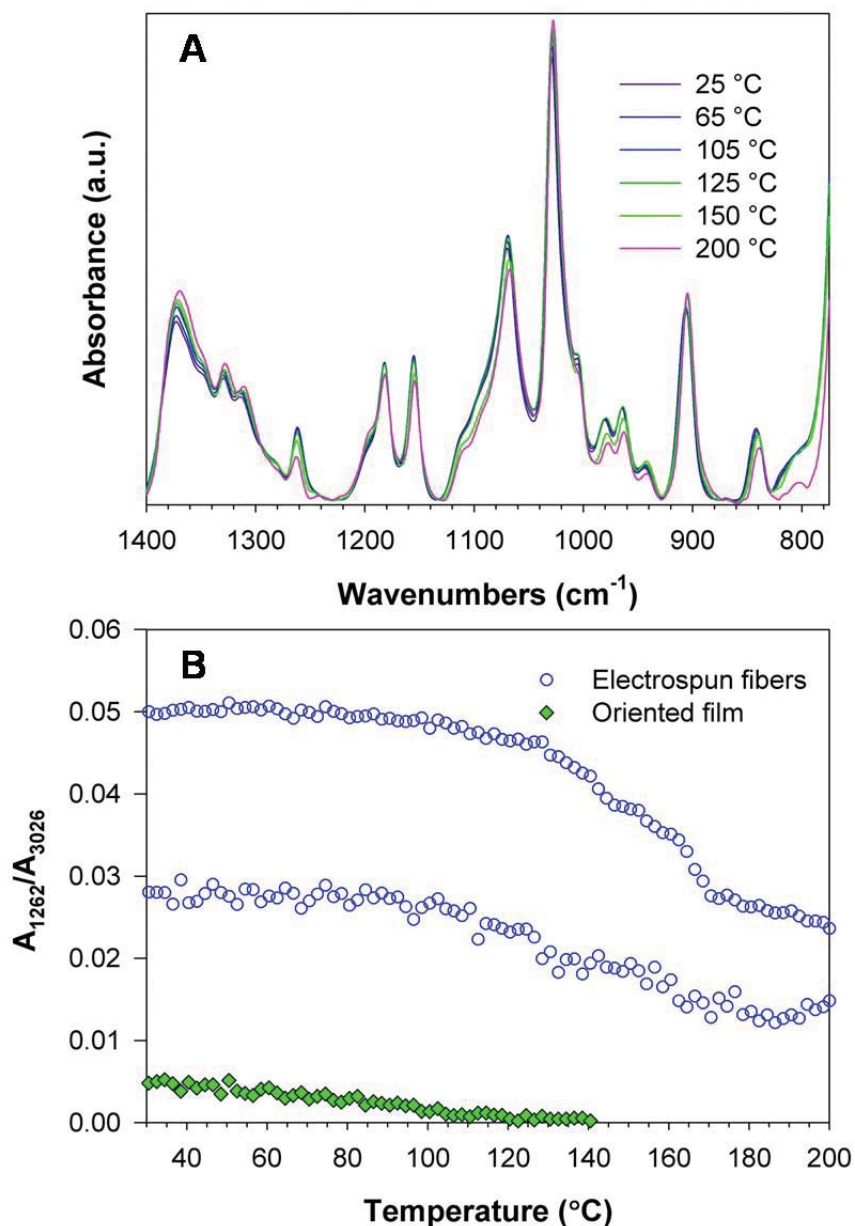 A
25 °C
65 °C
105 °C
125 °C
150 °C
200 °C
Absorbance (a.u.)
1400 1300 1200 1100 1000 900 800
Wavenumbers (cm⁻¹)
B
Electrospun fibers
Oriented film
0.06
0.05
0.04
0.03
0.02
0.01
0.00
A₁₂₆₂/A₃₀₂₆
40 60 80 100 120 140 160 180 200
Temperature (°C)